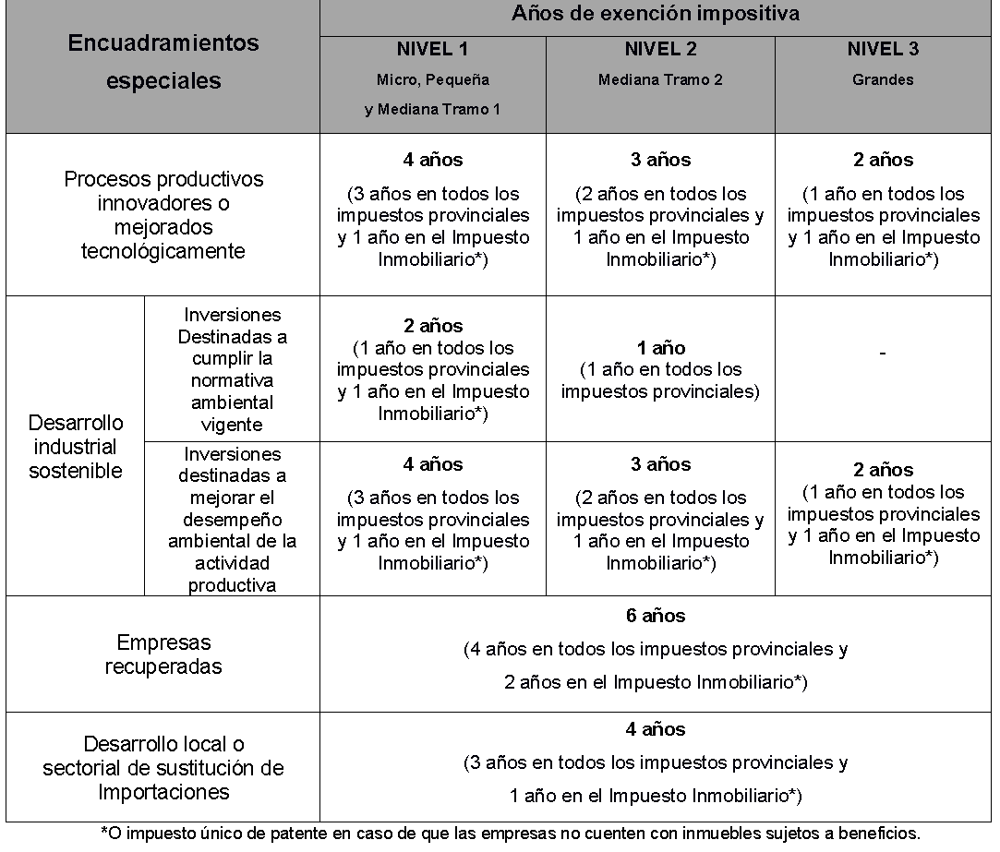 Encuadramientos
especiales
Años de exención impositiva
NIVEL 1
Micro, Pequeña
y Mediana Tramo 1
NIVEL 2
Mediana Tramo 2
NIVEL 3
Grandes
Procesos productivos
innovadores o
mejorados
tecnológicamente
4 años
(3 años en todos los
impuestos provinciales
y 1 año en el Impuesto
Inmobiliario*)
3 años
(2 años en todos los
impuestos provinciales y
1 año en el Impuesto
Inmobiliario*)
2 años
(1 año en todos los
impuestos provinciales
y 1 año en el Impuesto
Inmobiliario*)
Desarrollo
industrial
sostenible
Inversiones
Destinadas a
cumplir la
normativa
ambiental
vigente
2 años
(1 año en todos los
impuestos provinciales
y 1 año en el Impuesto
Inmobiliario*)
1 año
(1 año en todos los
impuestos provinciales)
-
Inversiones
destinadas a
mejorar el
desempeño
ambiental de la
actividad
productiva
4 años
(3 años en todos los
impuestos provinciales
y 1 año en el Impuesto
Inmobiliario*)
3 años
(2 años en todos los
impuestos provinciales y
1 año en el Impuesto
Inmobiliario*)
2 años
(1 año en todos los
impuestos provinciales
y 1 año en el Impuesto
Inmobiliario*)
Empresas
recuperadas
6 años
(4 años en todos los impuestos provinciales y
2 años en el Impuesto Inmobiliario*)
Desarrollo local o
sectorial de sustitución de
Importaciones
4 años
(3 años en todos los impuestos provinciales y
1 año en el Impuesto Inmobiliario*)
*O impuesto único de patente en caso de que las empresas no cuenten con inmuebles sujetos a beneficios.